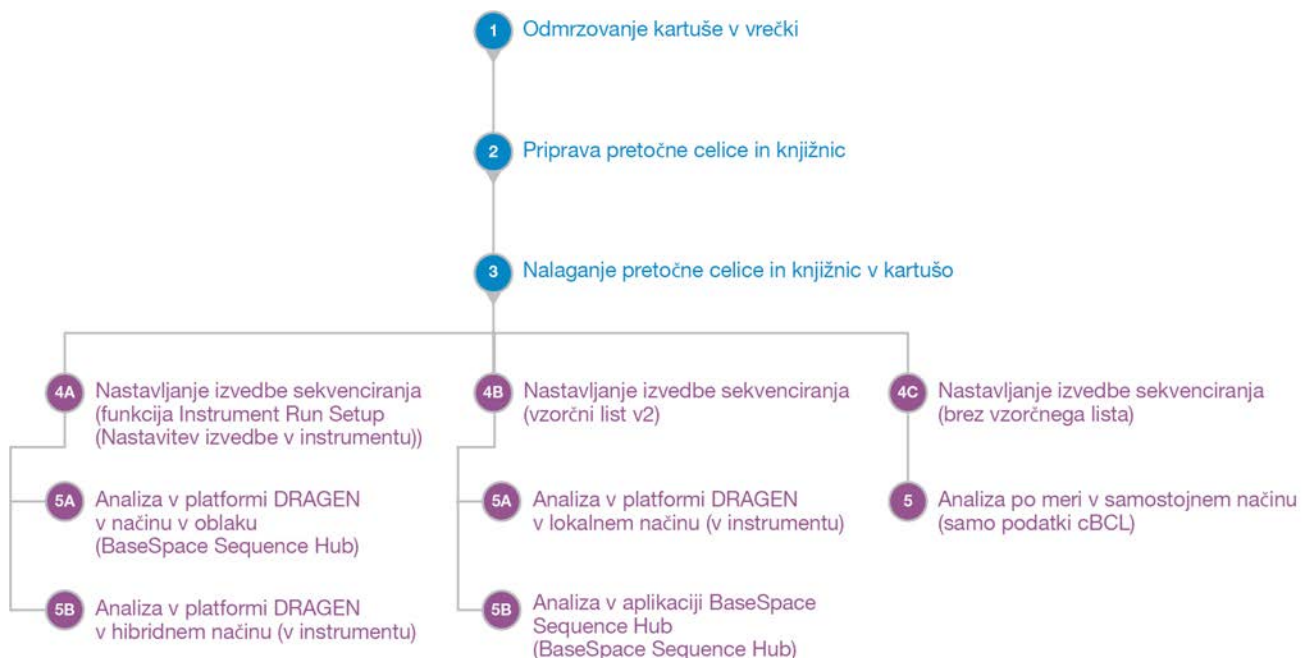 1 Odmrzovanje kartuše v vrečki
2 Priprava pretočne celice in knjižnic
3 Nalaganje pretočne celice in knjižnic v kartušo
4A Nastavljanje izvedbe sekvenciranja
(funkcija Instrument Run Setup
(Nastavitev izvedbe v instrumentu))
5A Analiza v platformi DRAGEN
v načinu v oblaku
(BaseSpace Sequence Hub)
5B Analiza v platformi DRAGEN
v hibridnem načinu (v instrumentu)
4B Nastavljanje izvedbe sekvenciranja
(vzorčni list v2)
5A Analiza v platformi DRAGEN
v lokalnem načinu (v instrumentu)
5B Analiza v aplikaciji BaseSpace
Sequence Hub
(BaseSpace Sequence Hub)
4C Nastavljanje izvedbe sekvenciranja
(brez vzorčnega lista)
5 Analiza po meri v samostojnem načinu
(samo podatki cBCL)